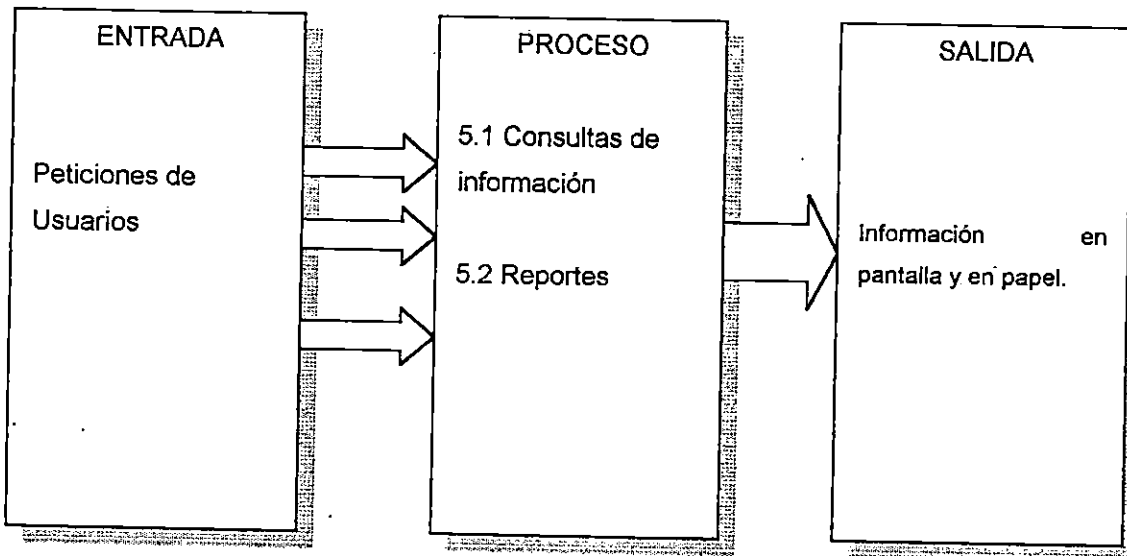 ENTRADA
Peticiones de
Usuarios
PROCESO
5.1 Consultas de
información
5.2 Reportes
SALIDA
Información en
pantalla y en papel.